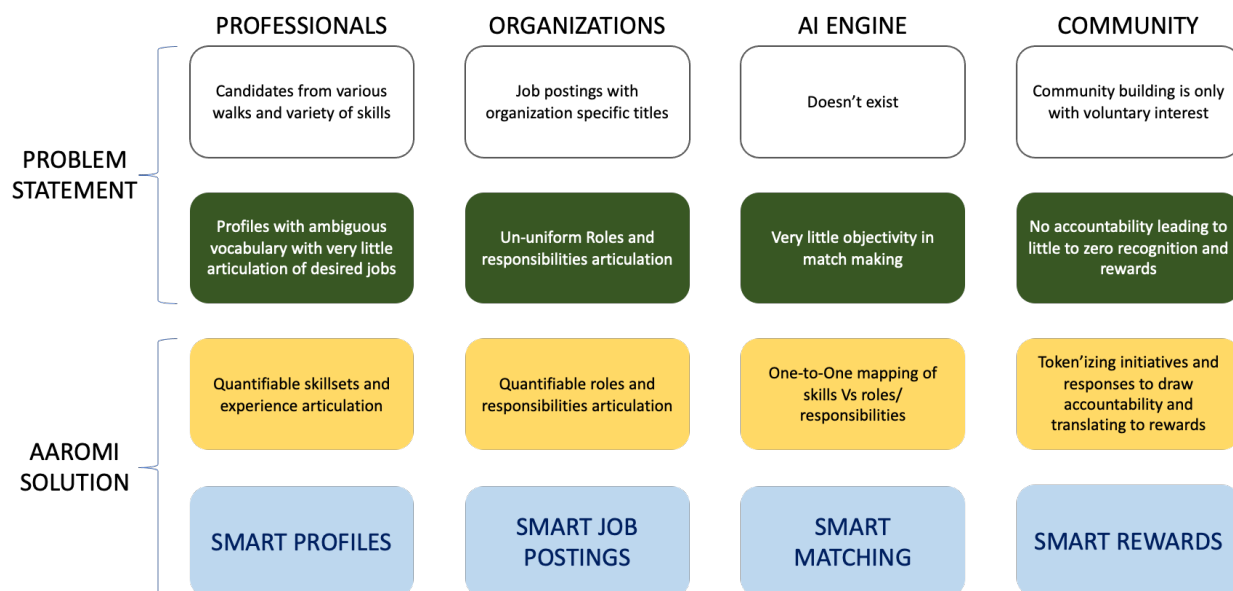 PROFESSIONALS
ORGANIZATIONS
AI ENGINE
COMMUNITY
PROBLEM
STATEMENT
Candidates from various
walks and variety of skills
Job postings with
organization specific titles
Doesn't exist
Community building is only
with voluntary interest
Profiles with ambiguous
vocabulary with very little
articulation of desired jobs
Un-uniform Roles and
responsibilities articulation
Very little objectivity in
match making
No accountability leading to
little to zero recognition and
rewards
AAROMI
SOLUTION
Quantifiable skillsets and
experience articulation
Quantifiable roles and
responsibilities articulation
One-to-One mapping of
skills Vs roles/
responsibilities
Token'izing initiatives and
responses to draw
accountability and
translating to rewards
SMART PROFILES
SMART JOB
POSTINGS
SMART
MATCHING
SMART REWARDS